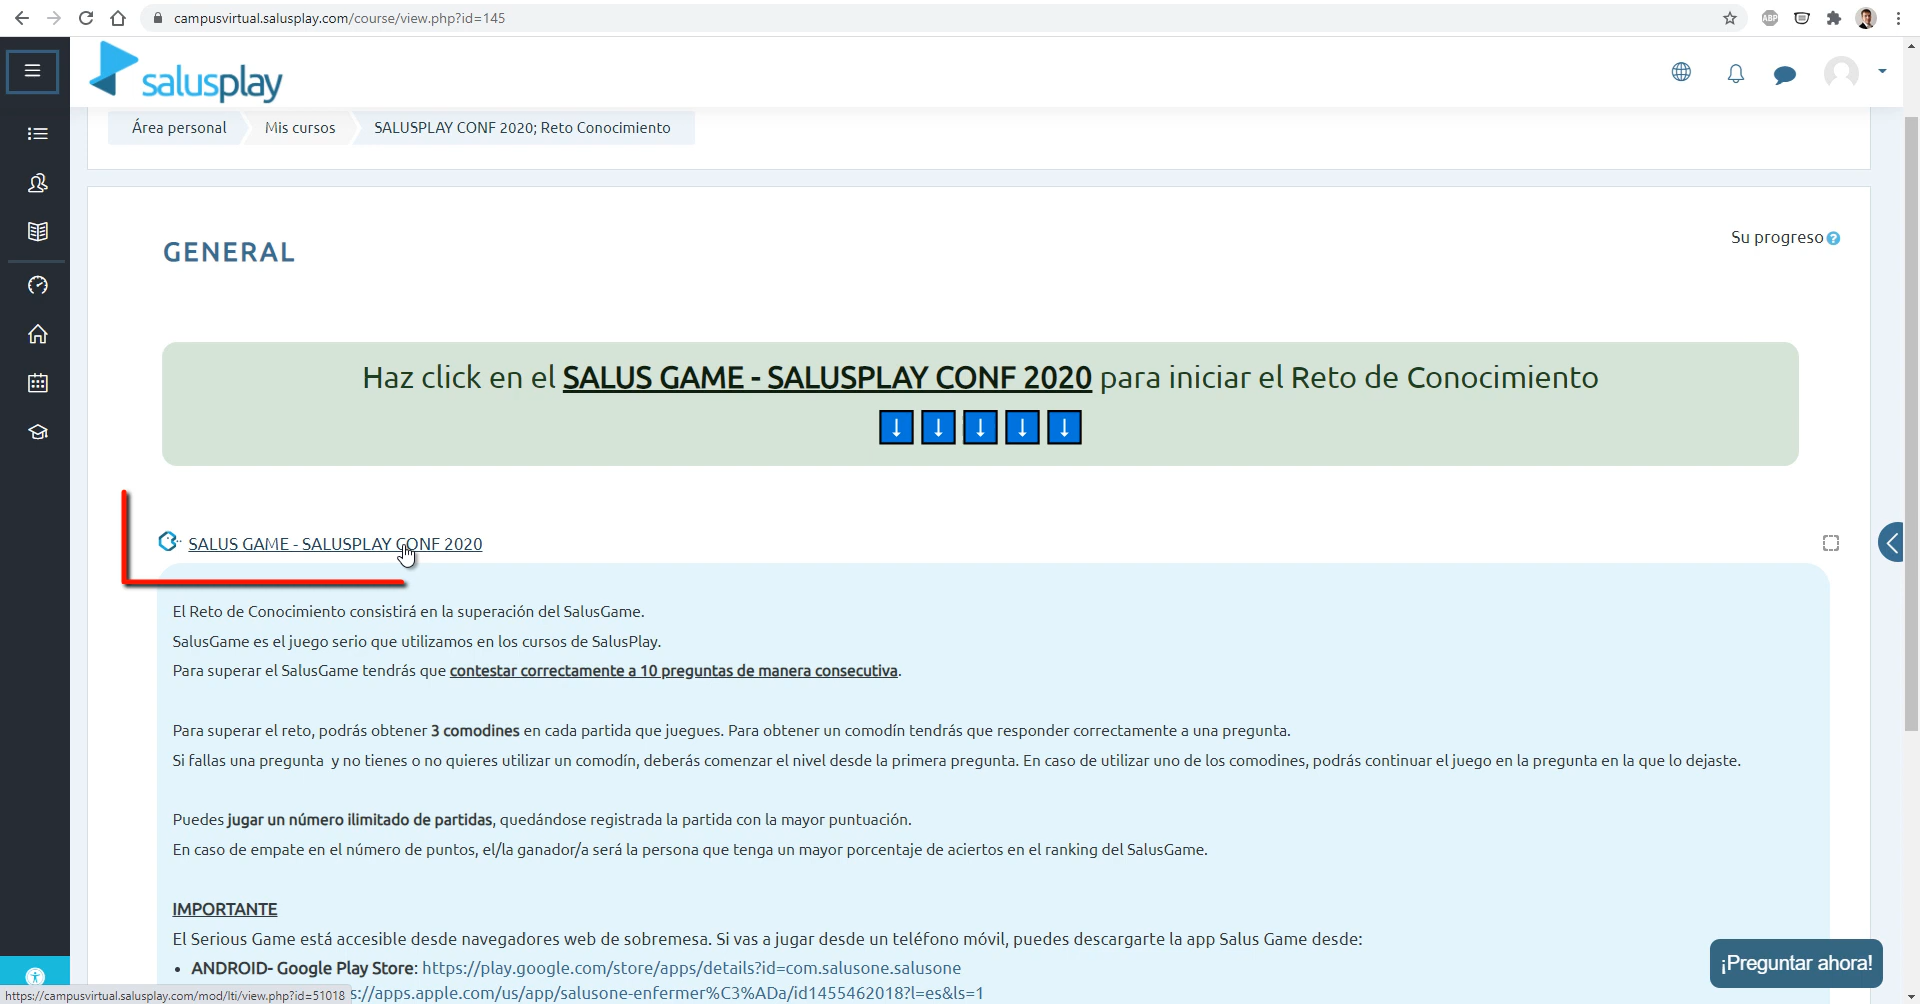 campusvirtual.salusplay.com/course/view.php?id=145
ABP
salusplay
Área personal
Mis cursos
SALUSPLAY CONF 2020; Reto Conocimiento
GENERAL
Su progreso
Haz click en el SALUS GAME - SALUSPLAY CONF 2020 para iniciar el Reto de Conocimiento
↓ ↓ ↓ ↓ ↓
SALUS GAME - SALUSPLAY CONF 2020
El Reto de Conocimiento consistirá en la superación del SalusGame.
SalusGame es el juego serio que utilizamos en los cursos de SalusPlay.
Para superar el SalusGame tendrás que contestar correctamente a 10 preguntas de manera consecutiva.
Para superar el reto, podrás obtener 3 comodines en cada partida que juegues. Para obtener un comodín tendrás que responder correctamente a una pregunta.
Si fallas una pregunta y no tienes o no quieres utilizar un comodín, deberás comenzar el nivel desde la primera pregunta. En caso de utilizar uno de los comodines, podrás continuar el juego en la pregunta en la que lo dejaste.
Puedes jugar un número ilimitado de partidas, quedándose registrada la partida con la mayor puntuación.
En caso de empate en el número de puntos, el/la ganador/a será la persona que tenga un mayor porcentaje de aciertos en el ranking del SalusGame.
IMPORTANTE
El Serious Game está accesible desde navegadores web de sobremesa. Si vas a jugar desde un teléfono móvil, puedes descargarte la app Salus Game desde:
• ANDROID- Google Play Store: https://play.google.com/store/apps/details?id=com.salusone.salusone
s://apps.apple.com/us/app/salusone-enfermer%C3%ADa/id1455462018?l=es&ls=1
¡Preguntar ahora!
https://campusvirtual.salusplay.com/mod/lti/view.php?id=51018